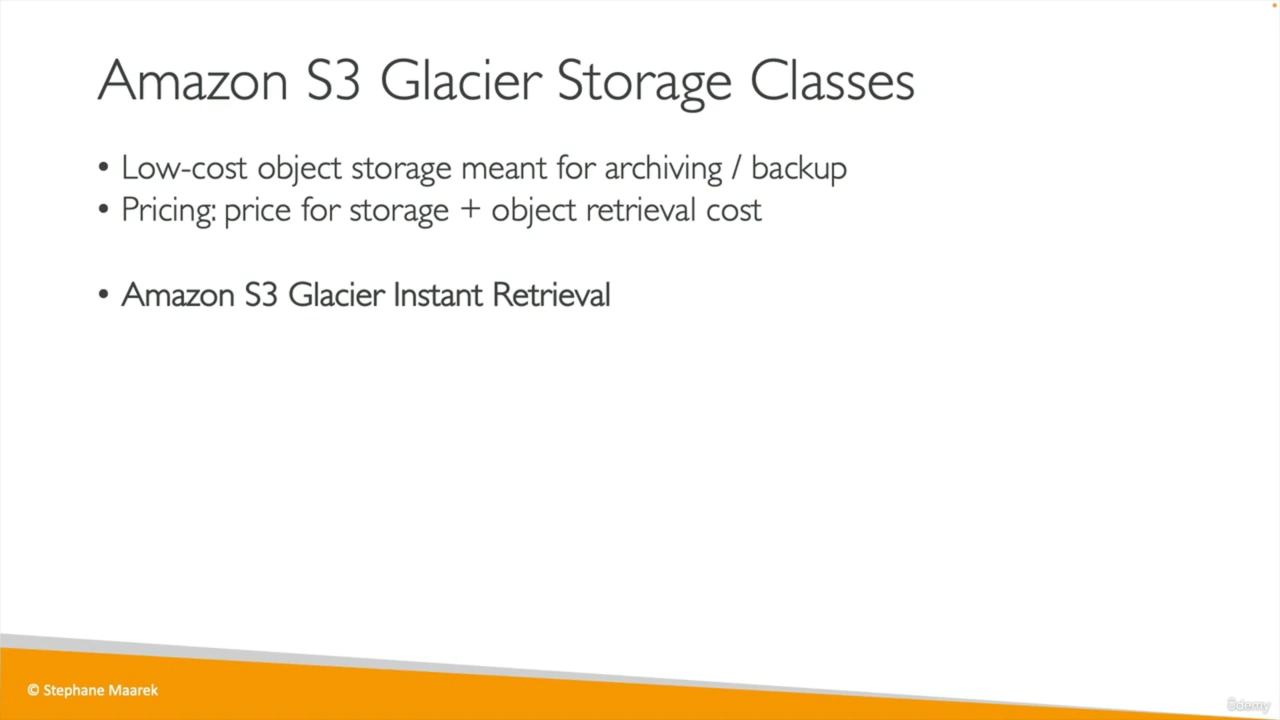 Amazon S3 Glacier Storage Classes
• Low-cost object storage meant for archiving / backup
• Pricing: price for storage + object retrieval cost
• Amazon S3 Glacier Instant Retrieval
© Stephane Maarek
ûdemy